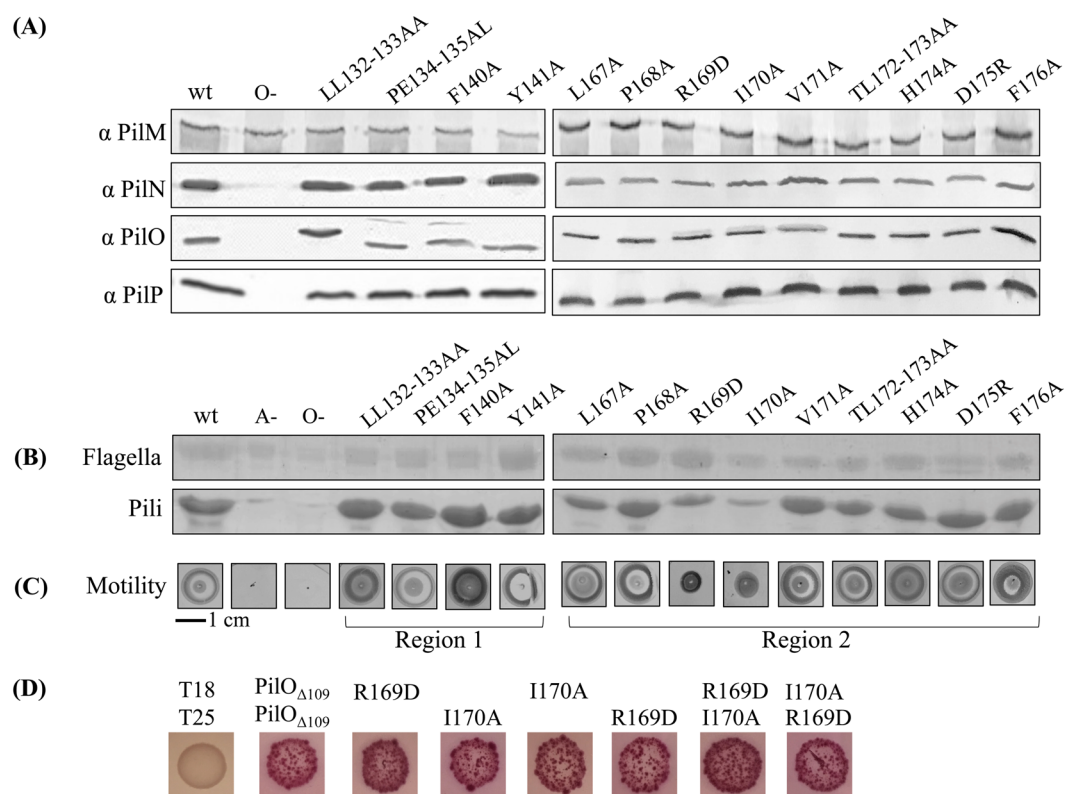 (A)
wt O- LL132-133AA PE134-135AL F140A Y141A L167A P168A R169D I170A V171A TL172-173AA H174A D175R F176A
α PilM
α PilN
α PilO
α PilP
wt A- O- LL132-133AA PE134-135AL F140A Y141A L167A P168A R169D I170A V171A TL172-173AA H174A D175R F176A
(B) Flagella
Pili
(C) Motility
1 cm
Region 1 Region 2
(D)
T18 PilOΔ109 R169D I170A R169D I170A
T25 PilOΔ109 I170A R169D I170A R169D